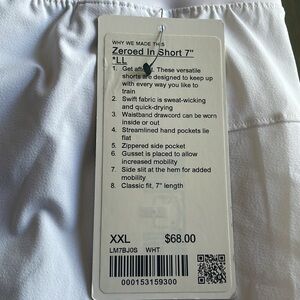 WHY WE MADE THIS
Zeroed In Short 7"
*LL
1. Get after. These versatile
shorts are designed to keep up
with every way you like to
train
2. Swift fabric is sweat-wicking
and quick-drying
3. Waistband drawcord can be worn
inside or out
4. Streamlined hand pockets lie
flat
5. Zippered side pocket
6. Gusset is placed to allow
increased mobility
7. Side slit at the hem for added
mobility
8. Classic fit, 7" length
XXL $68.00
LM7BJ0S WHT
000153159300